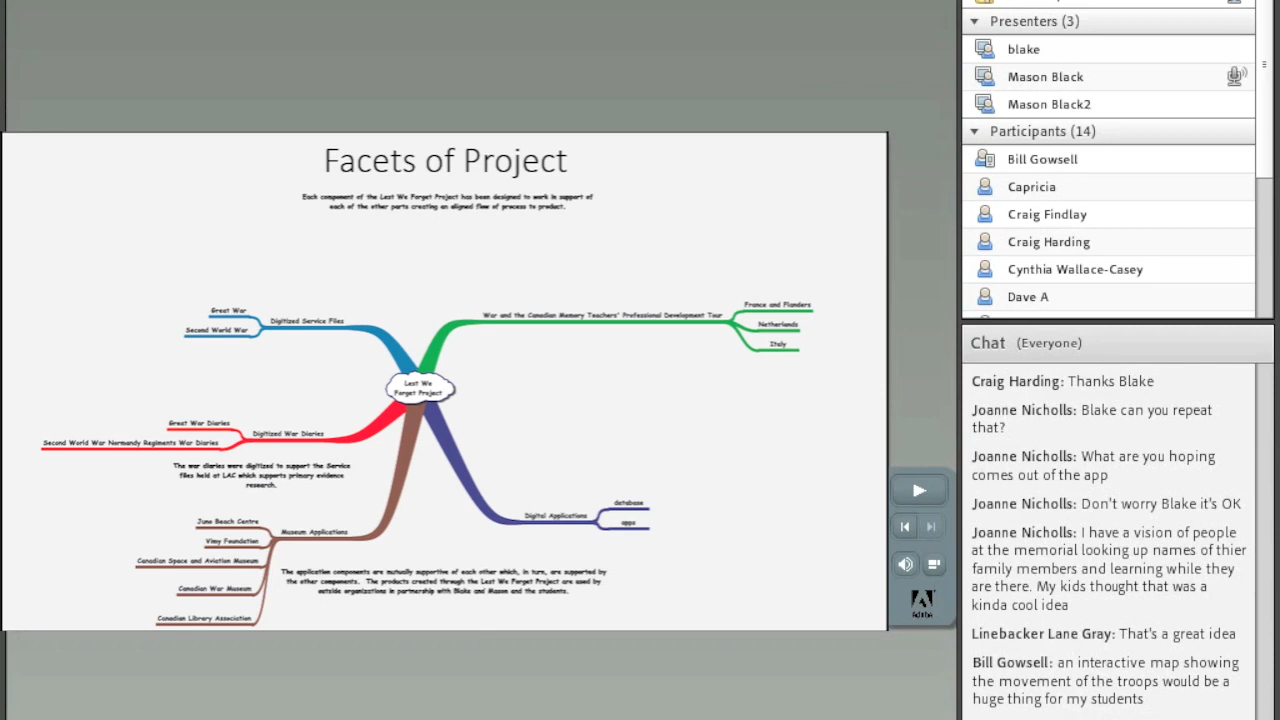 Facets of Project
Each component of the Lest We Forget Project has been designed to work in support of
each of the other parts creating an aligned flow of process to product.
Great War
Second World War
Digitized Service Files
War and the Canadian Memory Teachers' Professional Development Tour
France and Flanders
Netherlands
Italy
Lest We
Forget Project
Great War Diaries
Second World War Normandy Regiments War Diaries
Digitized War Diaries
The war diaries were digitized to support the Service
files held at LAC which supports primary evidence
research.
Digital Applications
database
apps
Juno Beach Centre
Vimy Foundation
Canadian Space and Aviation Museum
Canadian War Museum
Canadian Library Association
Museum Applications
The application components are mutually supportive of each other which, in turn, are supported by
the other components. The products created through the Lest We Forget Project are used by
outside organizations in partnership with Blake and Mason and the students.
Adobe
Presenters (3)
blake
Mason Black
Mason Black2
Participants (14)
Bill Gowsell
Capricia
Craig Findlay
Craig Harding
Cynthia Wallace-Casey
Dave A
Chat (Everyone)
Craig Harding: Thanks Blake
Joanne Nicholls: Blake can you repeat
that?
Joanne Nicholls: What are you hoping
comes out of the app
Joanne Nicholls: Don't worry Blake it's OK
Joanne Nicholls: I have a vision of people
at the memorial looking up names of thier
family members and learning while they
are there. My kids thought that was a
kinda cool idea
Linebacker Lane Gray: That's a great idea
Bill Gowsell: an interactive map showing
the movement of the troops would be a
huge thing for my students